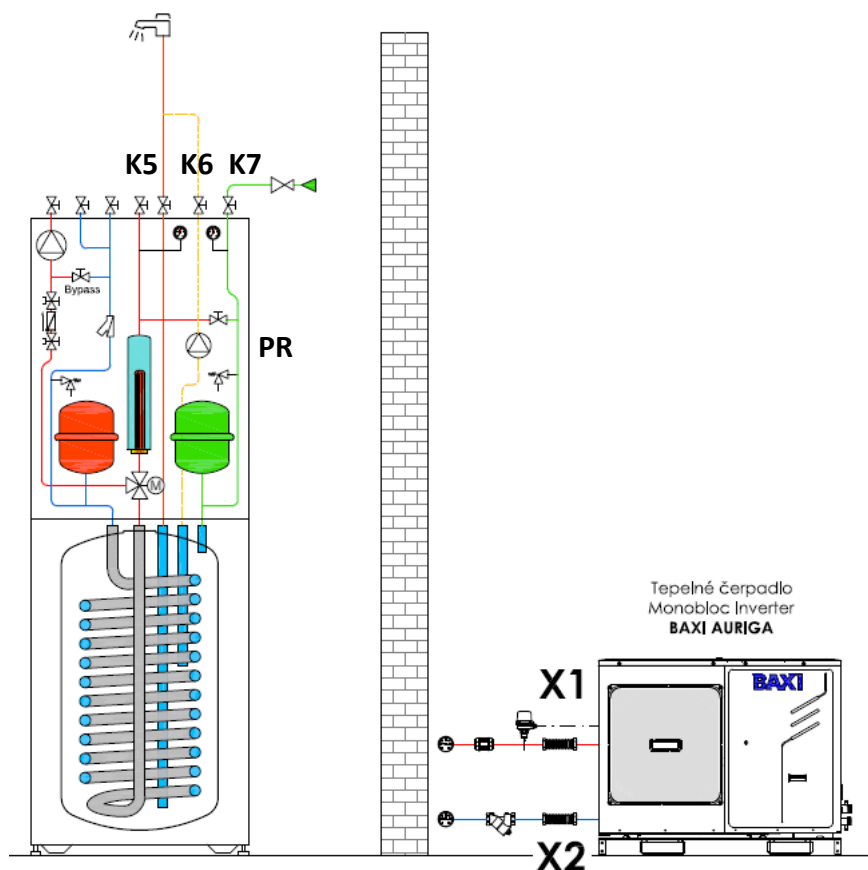 K5 K6 K7
Bypass
PR
M
Tepelné čerpadlo
Monobloc Inverter
BAXI AURIGA
X1
BAXI
X2